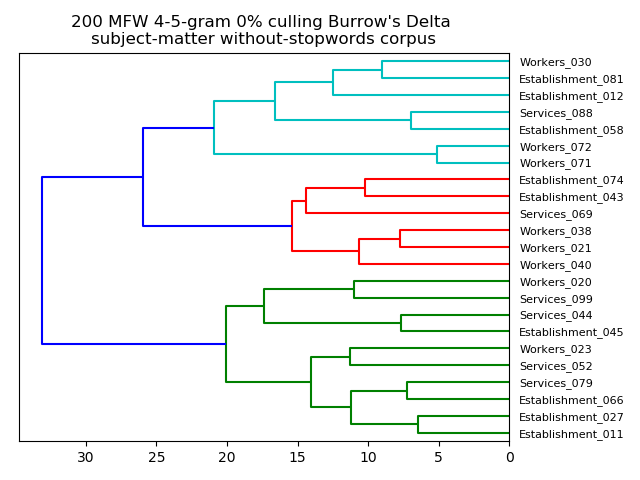 200 MFW 4-5-gram 0% culling Burrow's Delta
subject-matter without-stopwords corpus
Workers_030
Establishment_081
Establishment_012
Services_088
Establishment_058
Workers_072
Workers_071
Establishment_074
Establishment_043
Services_069
Workers_038
Workers_021
Workers_040
Workers_020
Services_099
Services_044
Establishment_045
Workers_023
Services_052
Services_079
Establishment_066
Establishment_027
Establishment_011
30 25 20 15 10 5 0